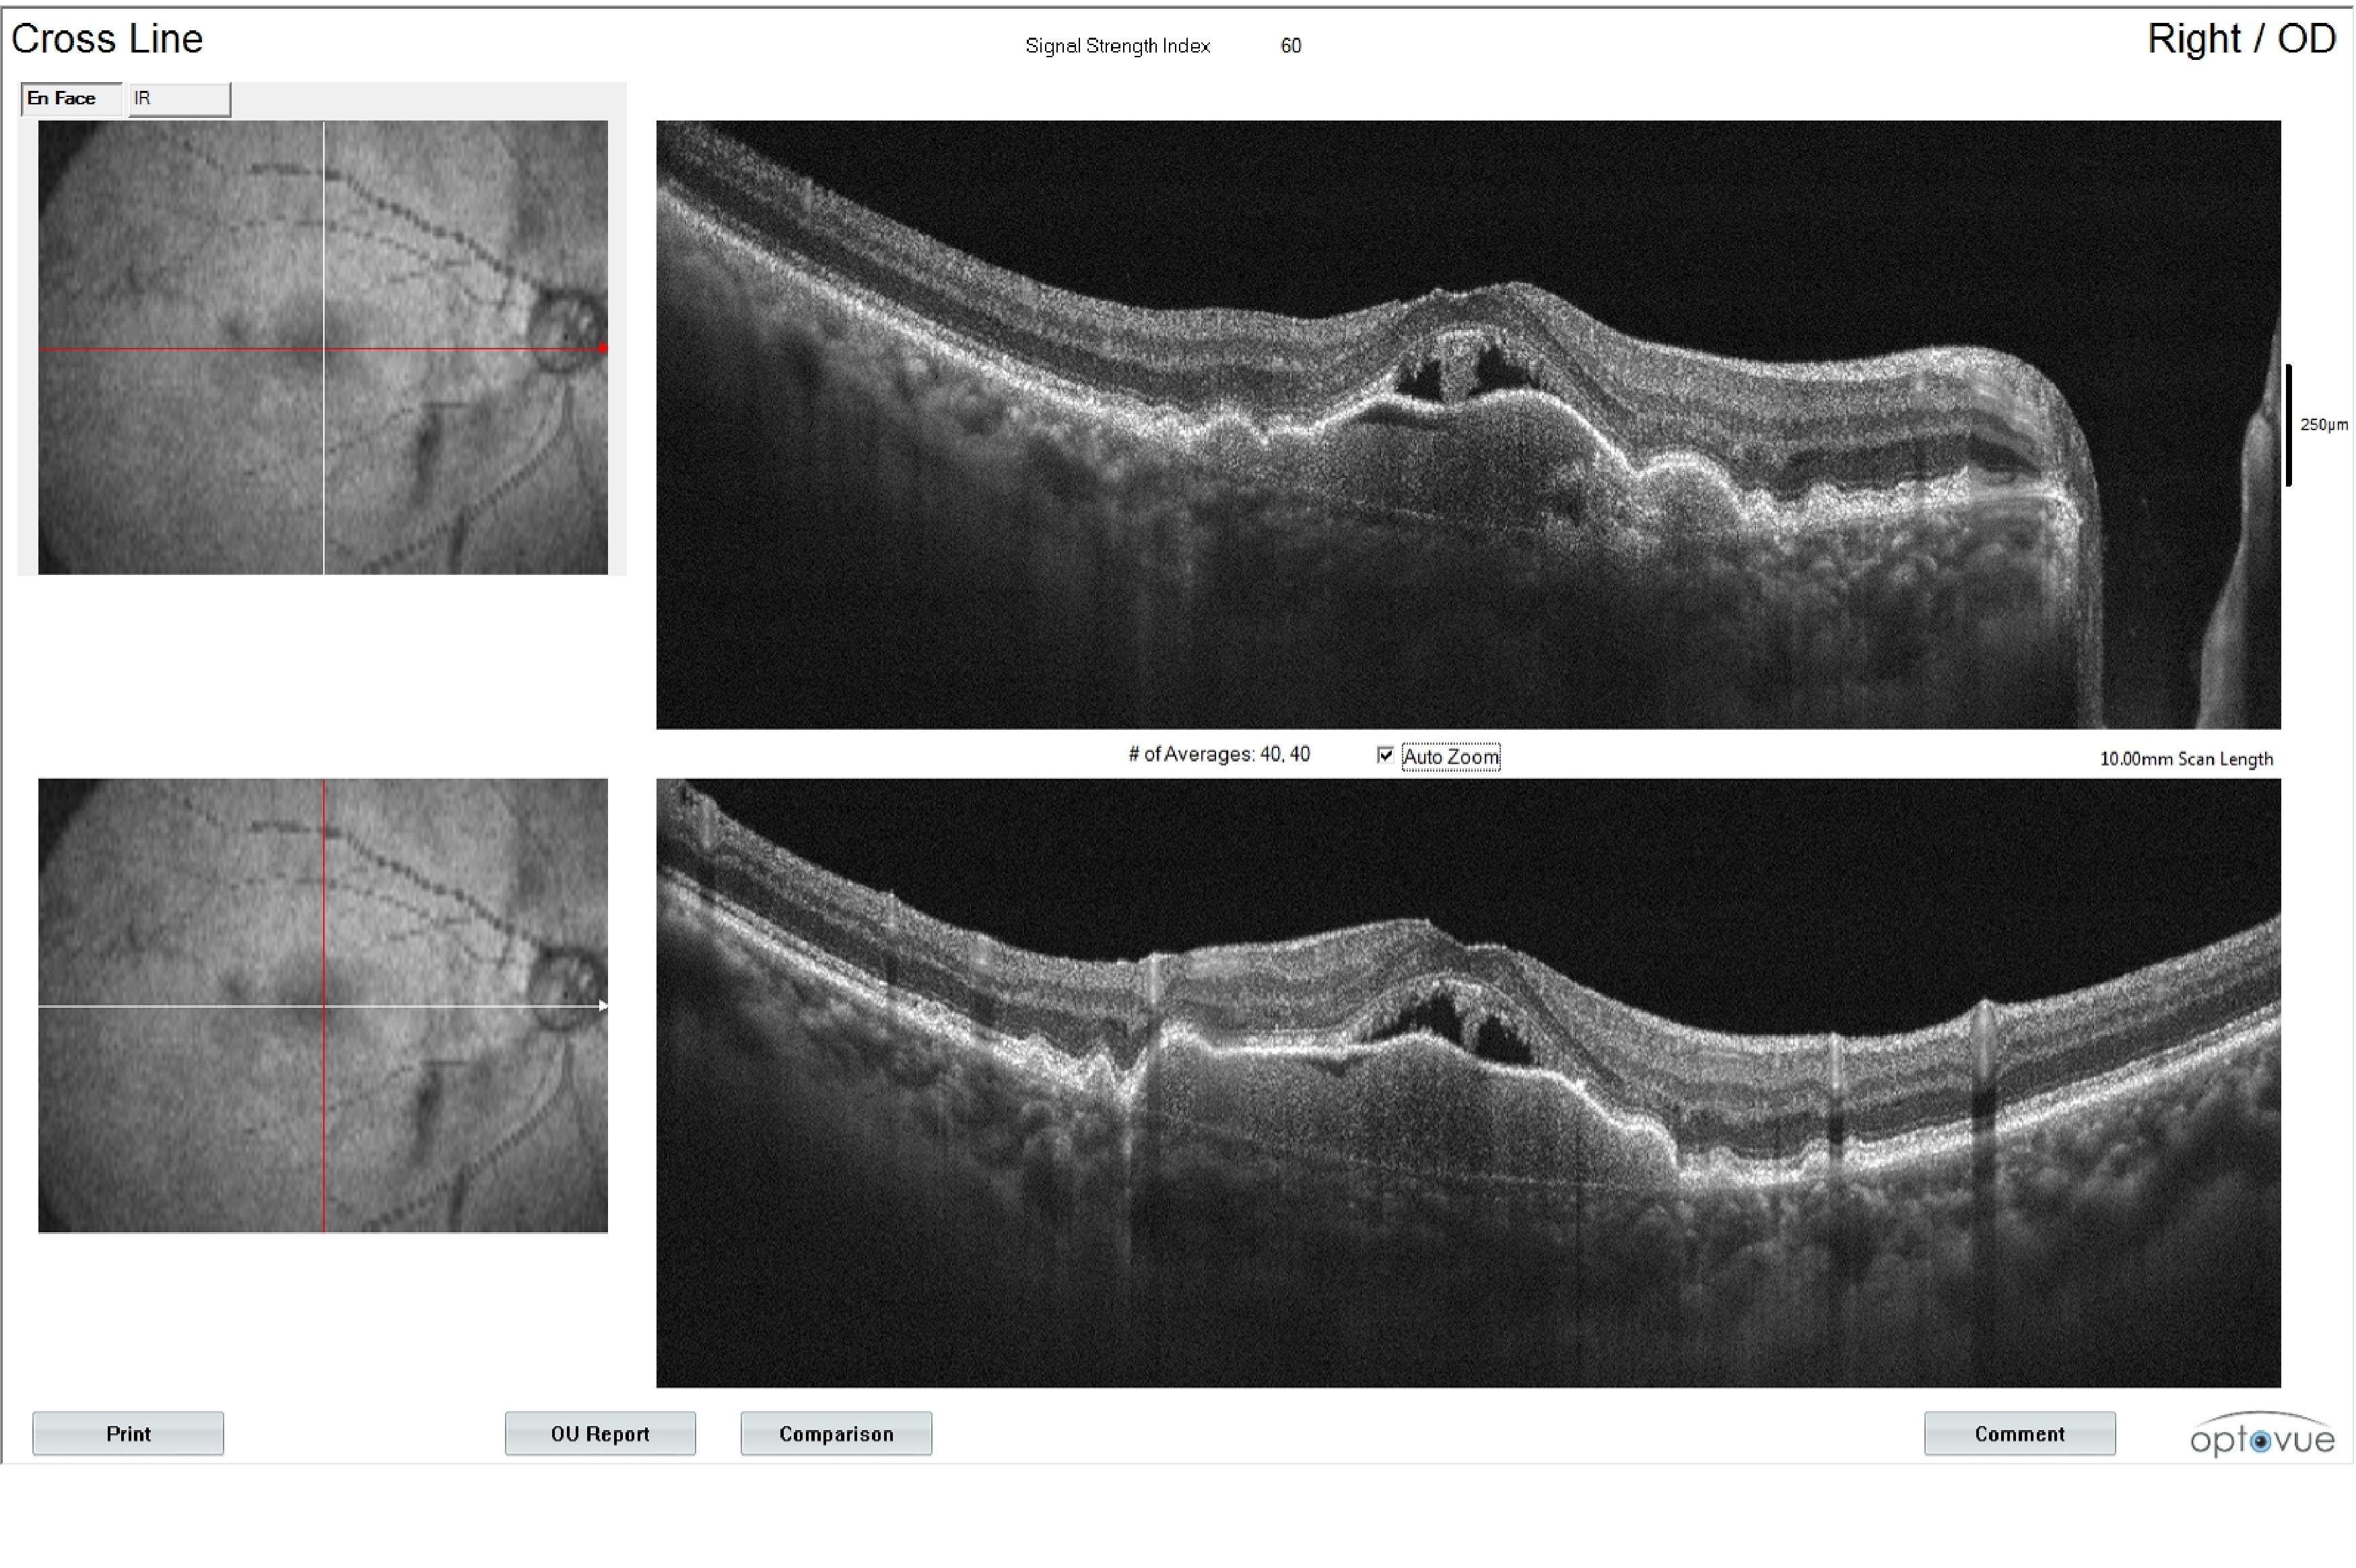 Cross Line
Signal Strength Index 60
Right / OD
En Face
IR
250µm
# of Averages: 40, 40
Auto Zoom
10.00mm Scan Length
Print
OU Report
Comparison
Comment
optovue